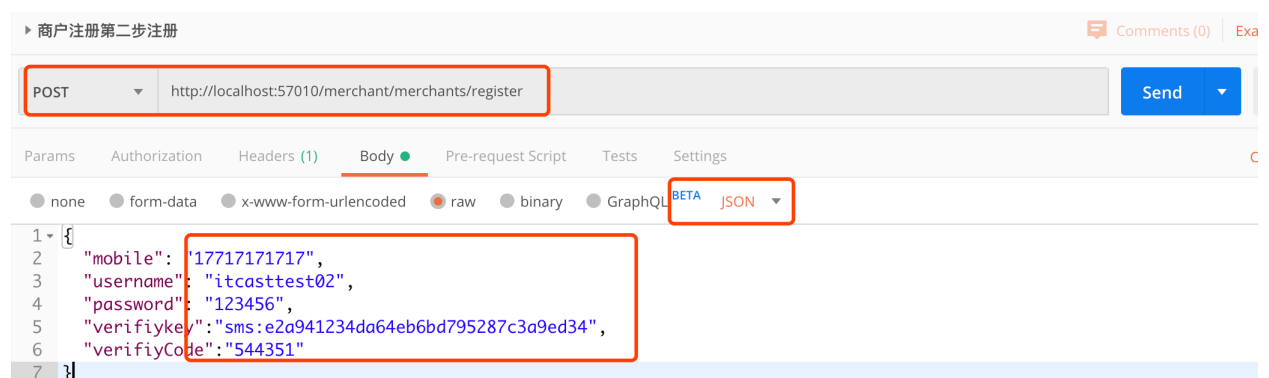 商户注册第二步注册
Comments (0) Exa
POST http://localhost:57010/merchant/merchants/register Send
Params Authorization Headers (1) Body Pre-request Script Tests Settings C
none form-data x-www-form-urlencoded raw binary GraphQL BETA JSON
1 {
2 "mobile": "17717171717",
3 "username": "itcasttest02",
4 "password": "123456",
5 "verifiykey":"sms:e2a941234da64eb6bd795287c3a9ed34",
6 "verifiyCode":"544351"
7 }